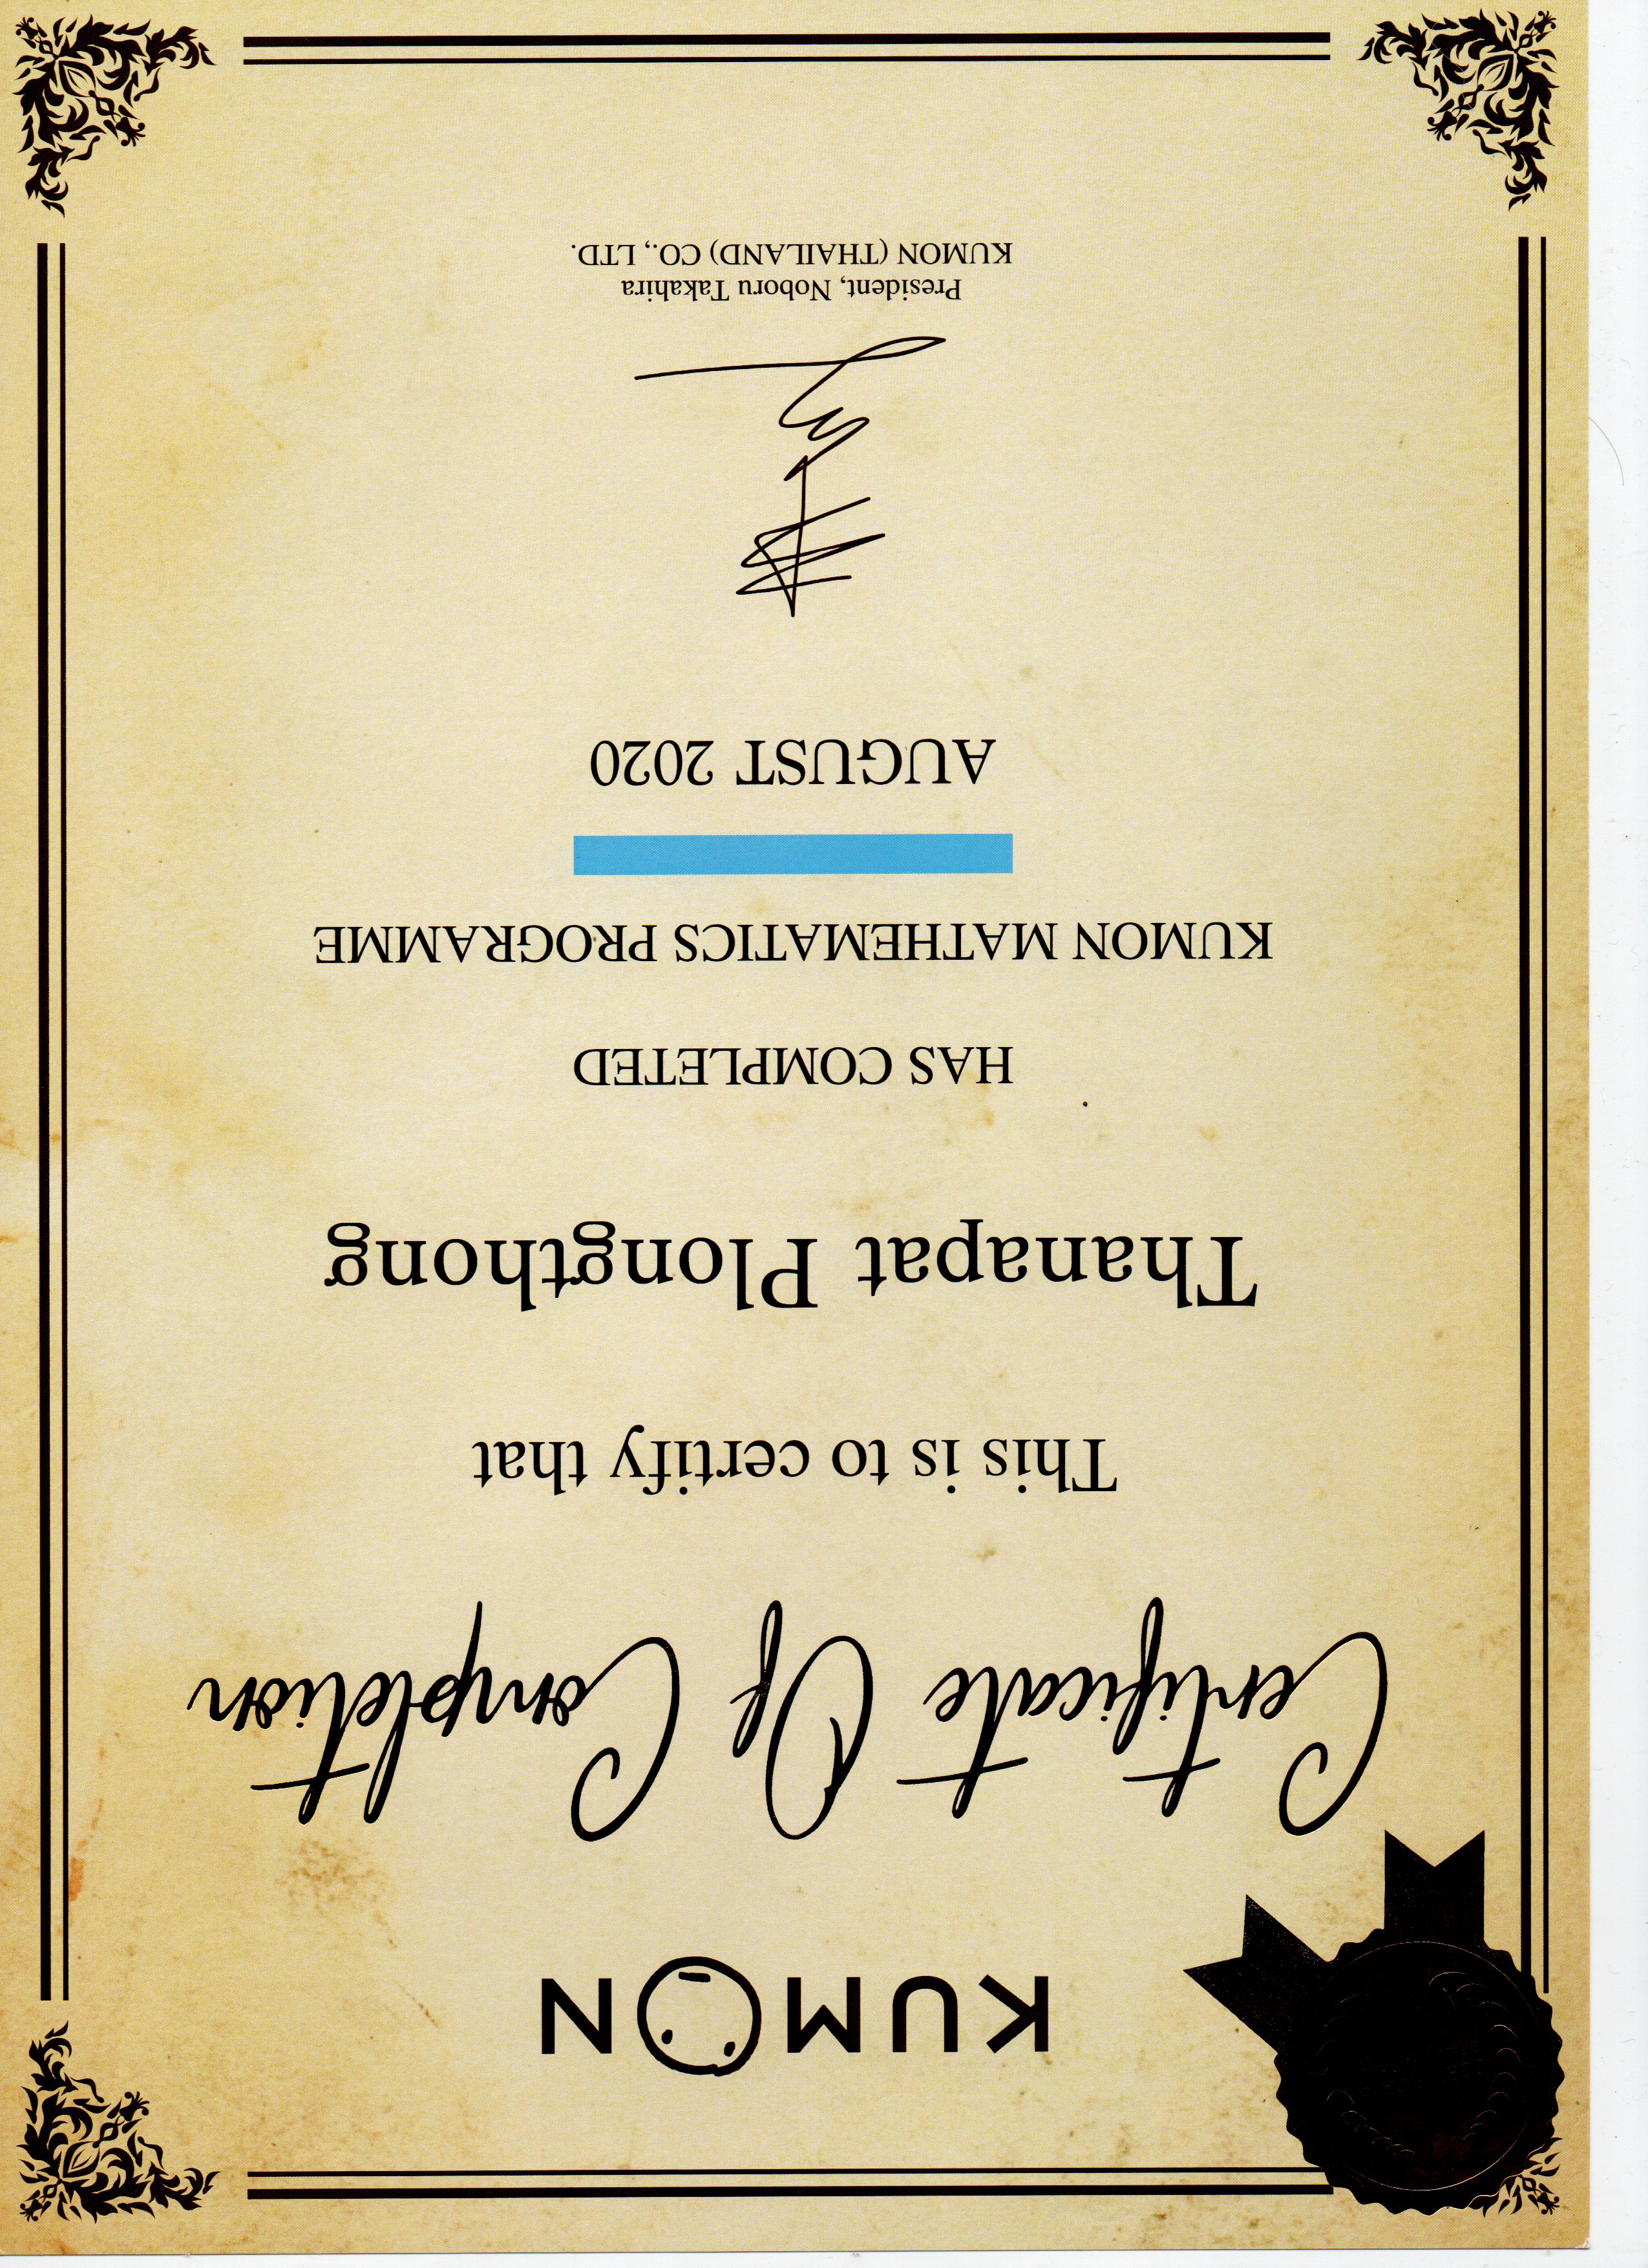 KUMON
Certificate Of Completion
This is to certify that
Thanapat Plongthong
HAS COMPLETED
KUMON MATHEMATICS PROGRAMME
AUGUST 2020
President, Noboru Takahira
KUMON (THAILAND) CO., LTD.